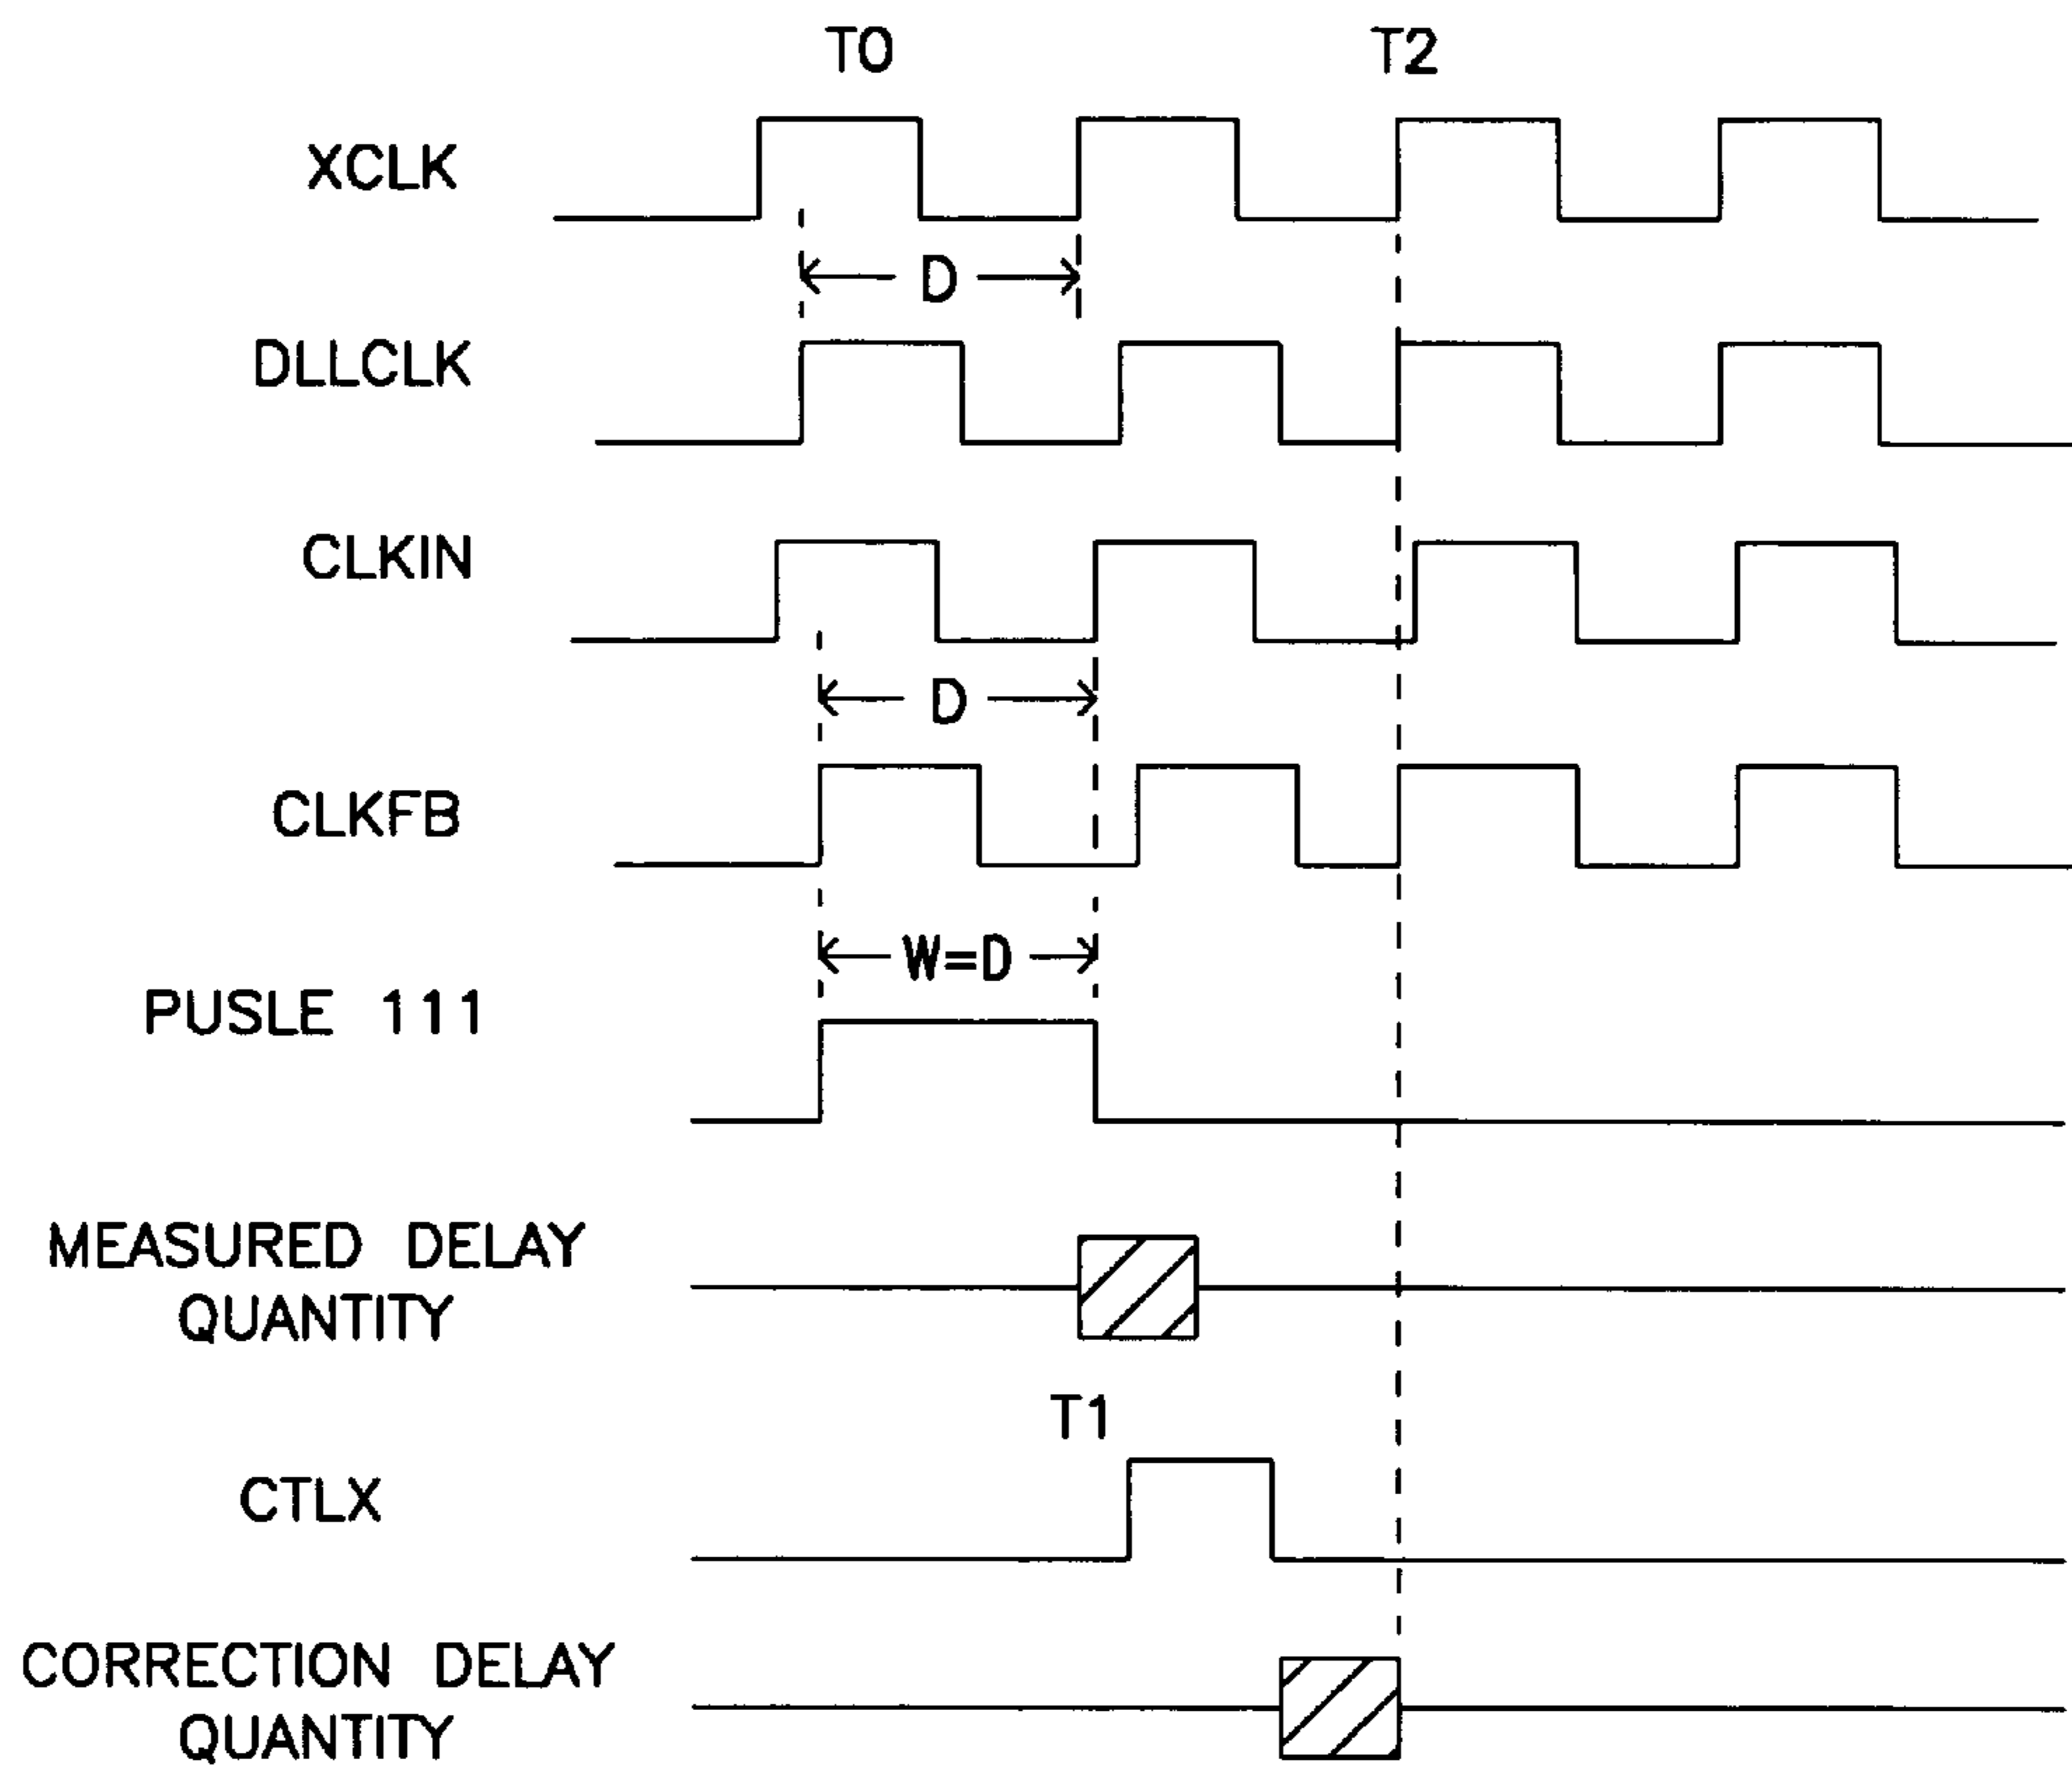 T0 T2
XCLK
D
DLLCLK
CLKIN
D
CLKFB
W=D
PUSLE 111
MEASURED DELAY
QUANTITY
T1
CTLX
CORRECTION DELAY
QUANTITY